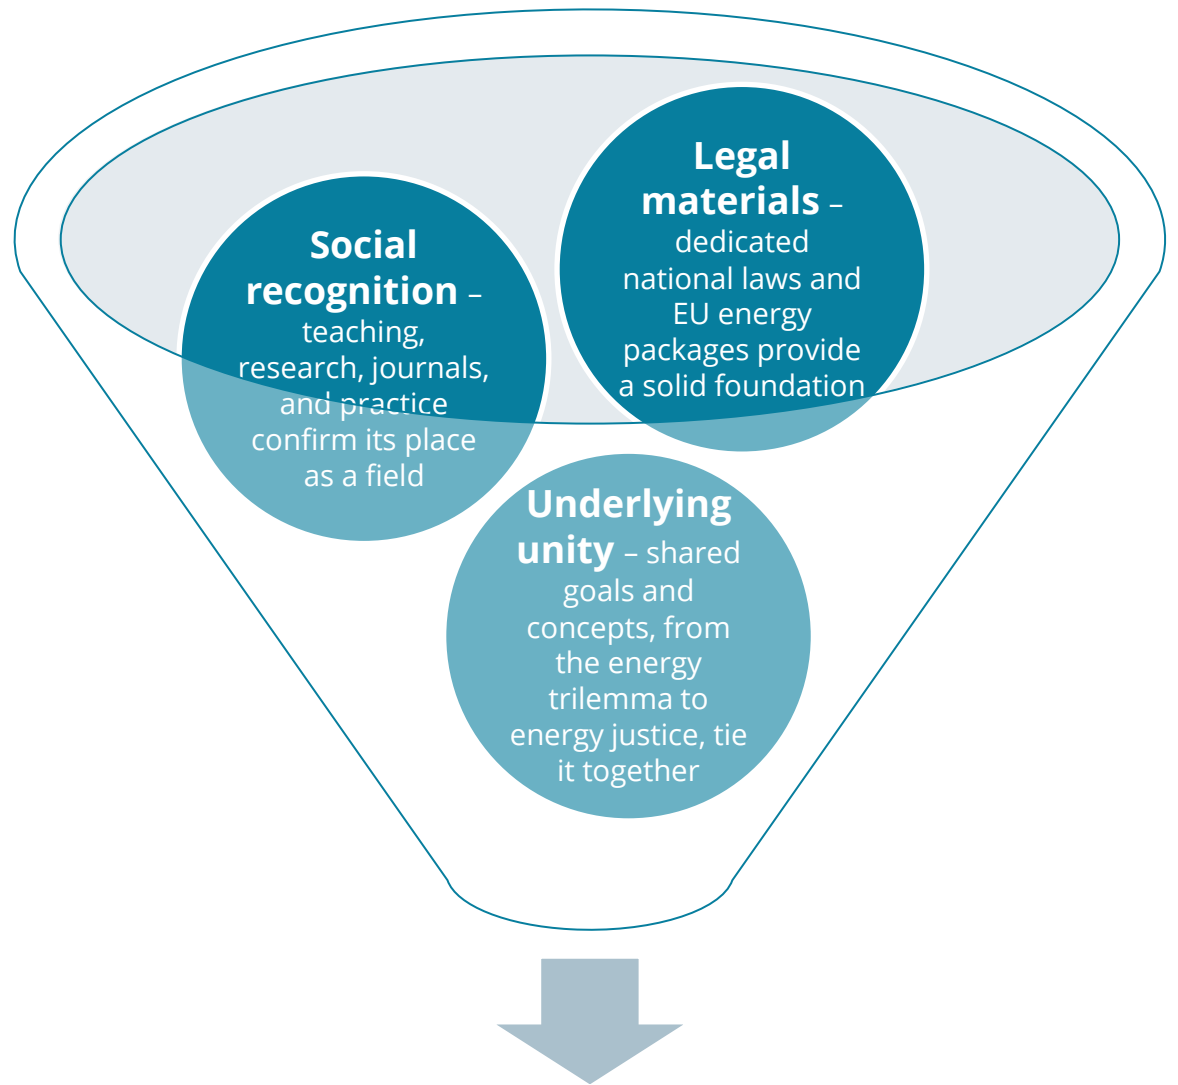 Social
recognition –
teaching,
research, journals,
and practice
confirm its place
as a field
Legal
materials –
dedicated
national laws and
EU energy
packages provide
a solid foundation
Underlying
unity – shared
goals and
concepts, from
the energy
trilemma to
energy justice, tie
it together